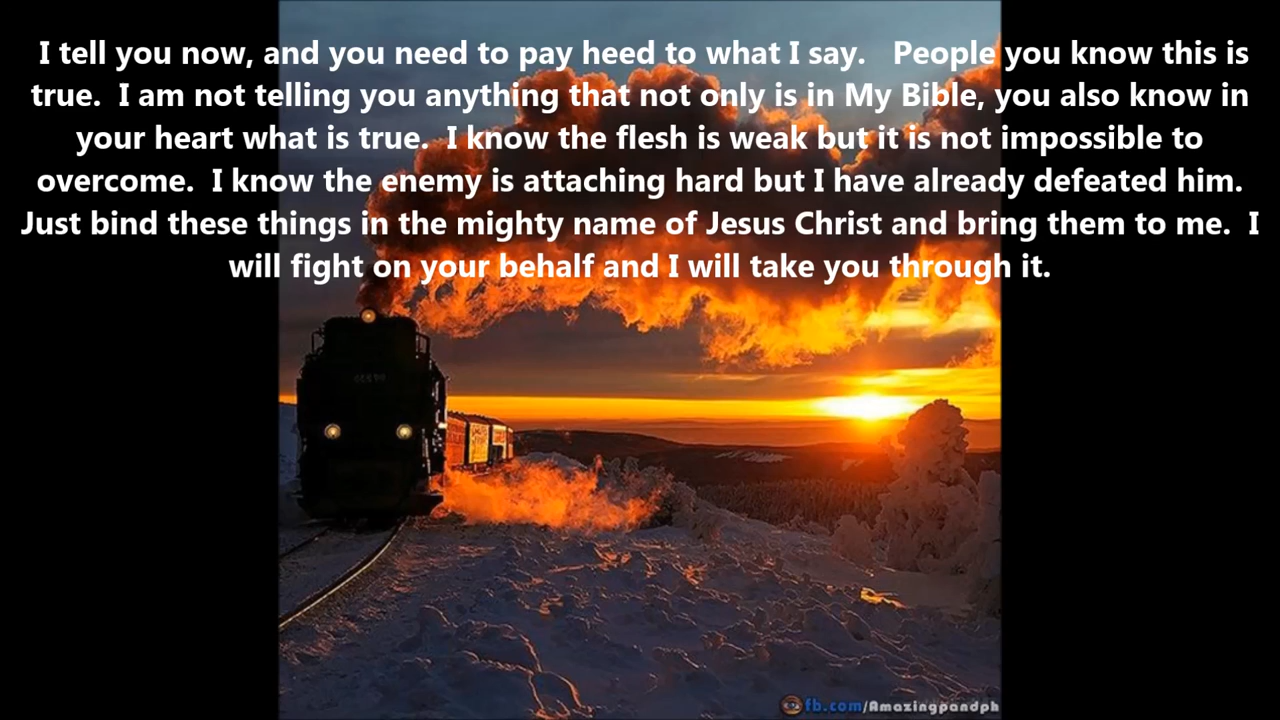 I tell you now, and you need to pay heed to what I say.   People you know this is
true.  I am not telling you anything that not only is in My Bible, you also know in
your heart what is true.  I know the flesh is weak but it is not impossible to
overcome.  I know the enemy is attaching hard but I have already defeated him.
Just bind these things in the mighty name of Jesus Christ and bring them to me.  I
will fight on your behalf and I will take you through it.
fb.com/Amazingpandph